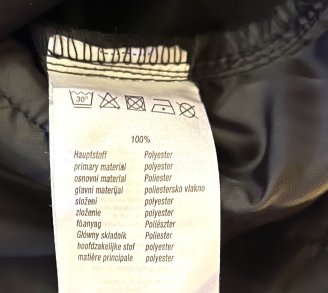 30°
100%
Hauptstoff Polyester
primary material Polyester
osnovni material Poliester
glavni materijal poliestersko vlakno
složení polyester
zloženie polyester
főanyag Poliészter
Główny składnik Poliester
hoofdzakelijke stof polyester
matière principale polyester